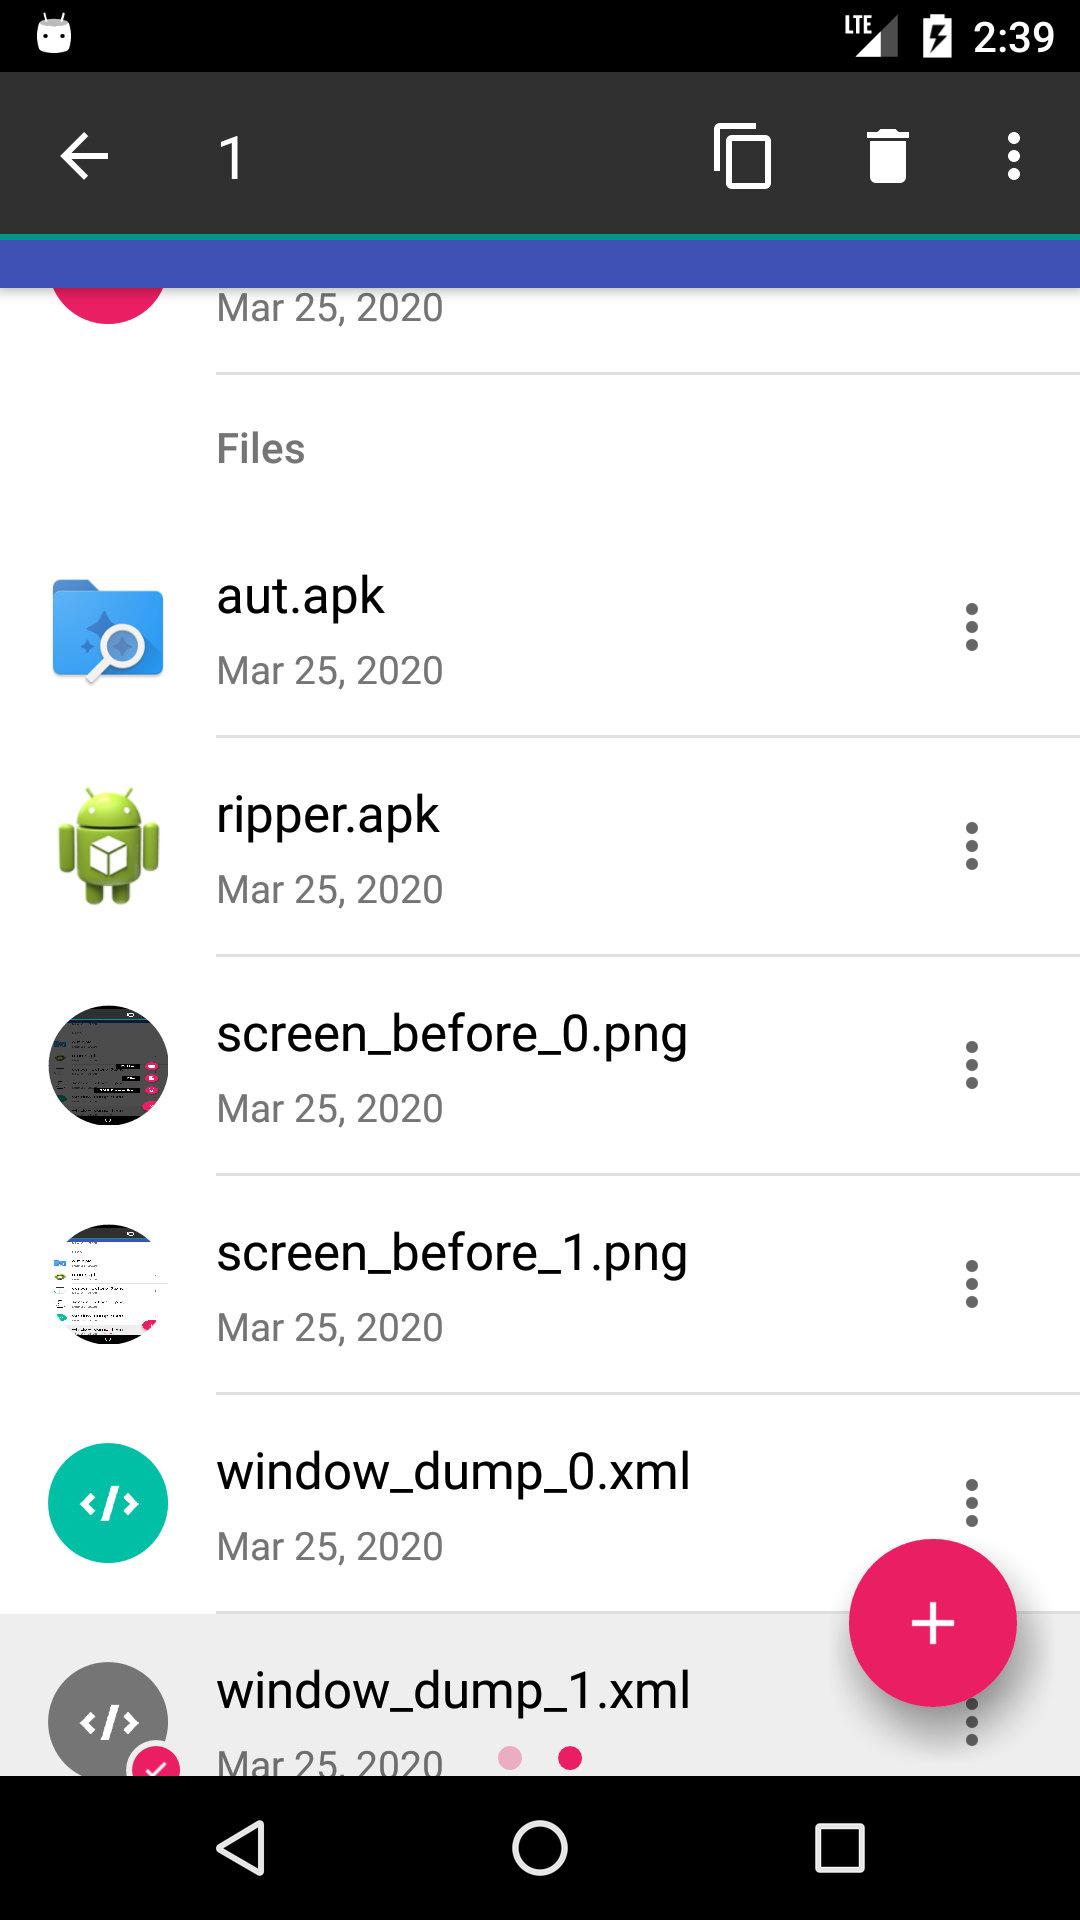 LTE 2:39
1
Mar 25, 2020
Files
aut.apk
Mar 25, 2020
ripper.apk
Mar 25, 2020
screen_before_0.png
Mar 25, 2020
screen_before_1.png
Mar 25, 2020
window_dump_0.xml
Mar 25, 2020
window_dump_1.xml
Mar 25, 2020